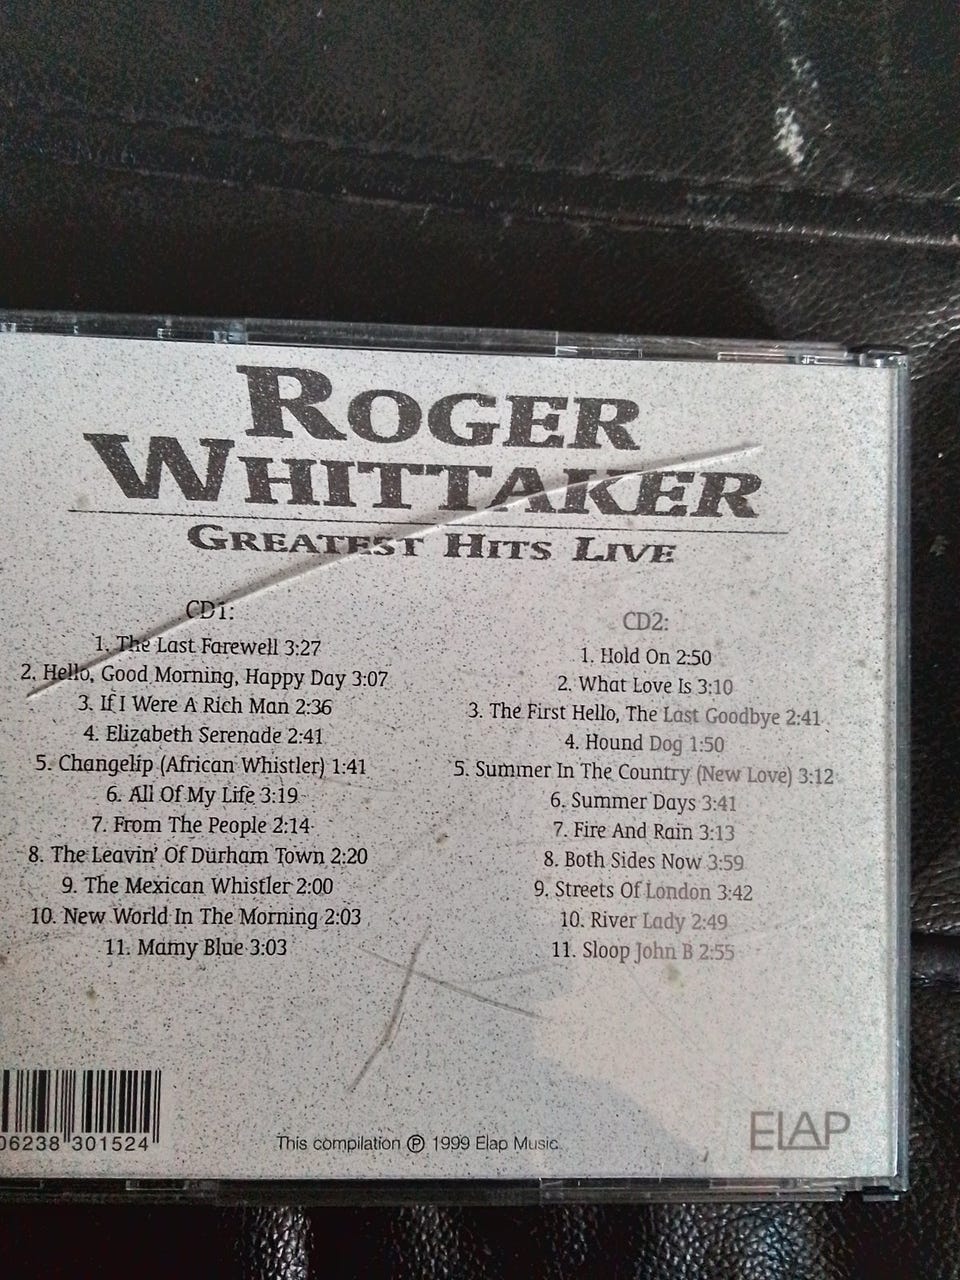 ROGER
WHITTAKER
GREATEST HITS LIVE
CD1:
1. The Last Farewell 3:27
2. Hello, Good Morning, Happy Day 3:07
3. If I Were A Rich Man 2:36
4. Elizabeth Serenade 2:41
5. Changelip (African Whistler) 1:41
6. All Of My Life 3:19
7. From The People 2:14
8. The Leavin' Of Durham Town 2:20
9. The Mexican Whistler 2:00
10. New World In The Morning 2:03
11. Mamy Blue 3:03
CD2:
1. Hold On 2:50
2. What Love Is 3:10
3. The First Hello, The Last Goodbye 2:41
4. Hound Dog 1:50
5. Summer In The Country (New Love) 3:12
6. Summer Days 3:41
7. Fire And Rain 3:13
8. Both Sides Now 3:59
9. Streets Of London 3:42
10. River Lady 2:49
11. Sloop John B 2:55
06238 301524
This compilation ℗ 1999 Elap Music.
ELAP